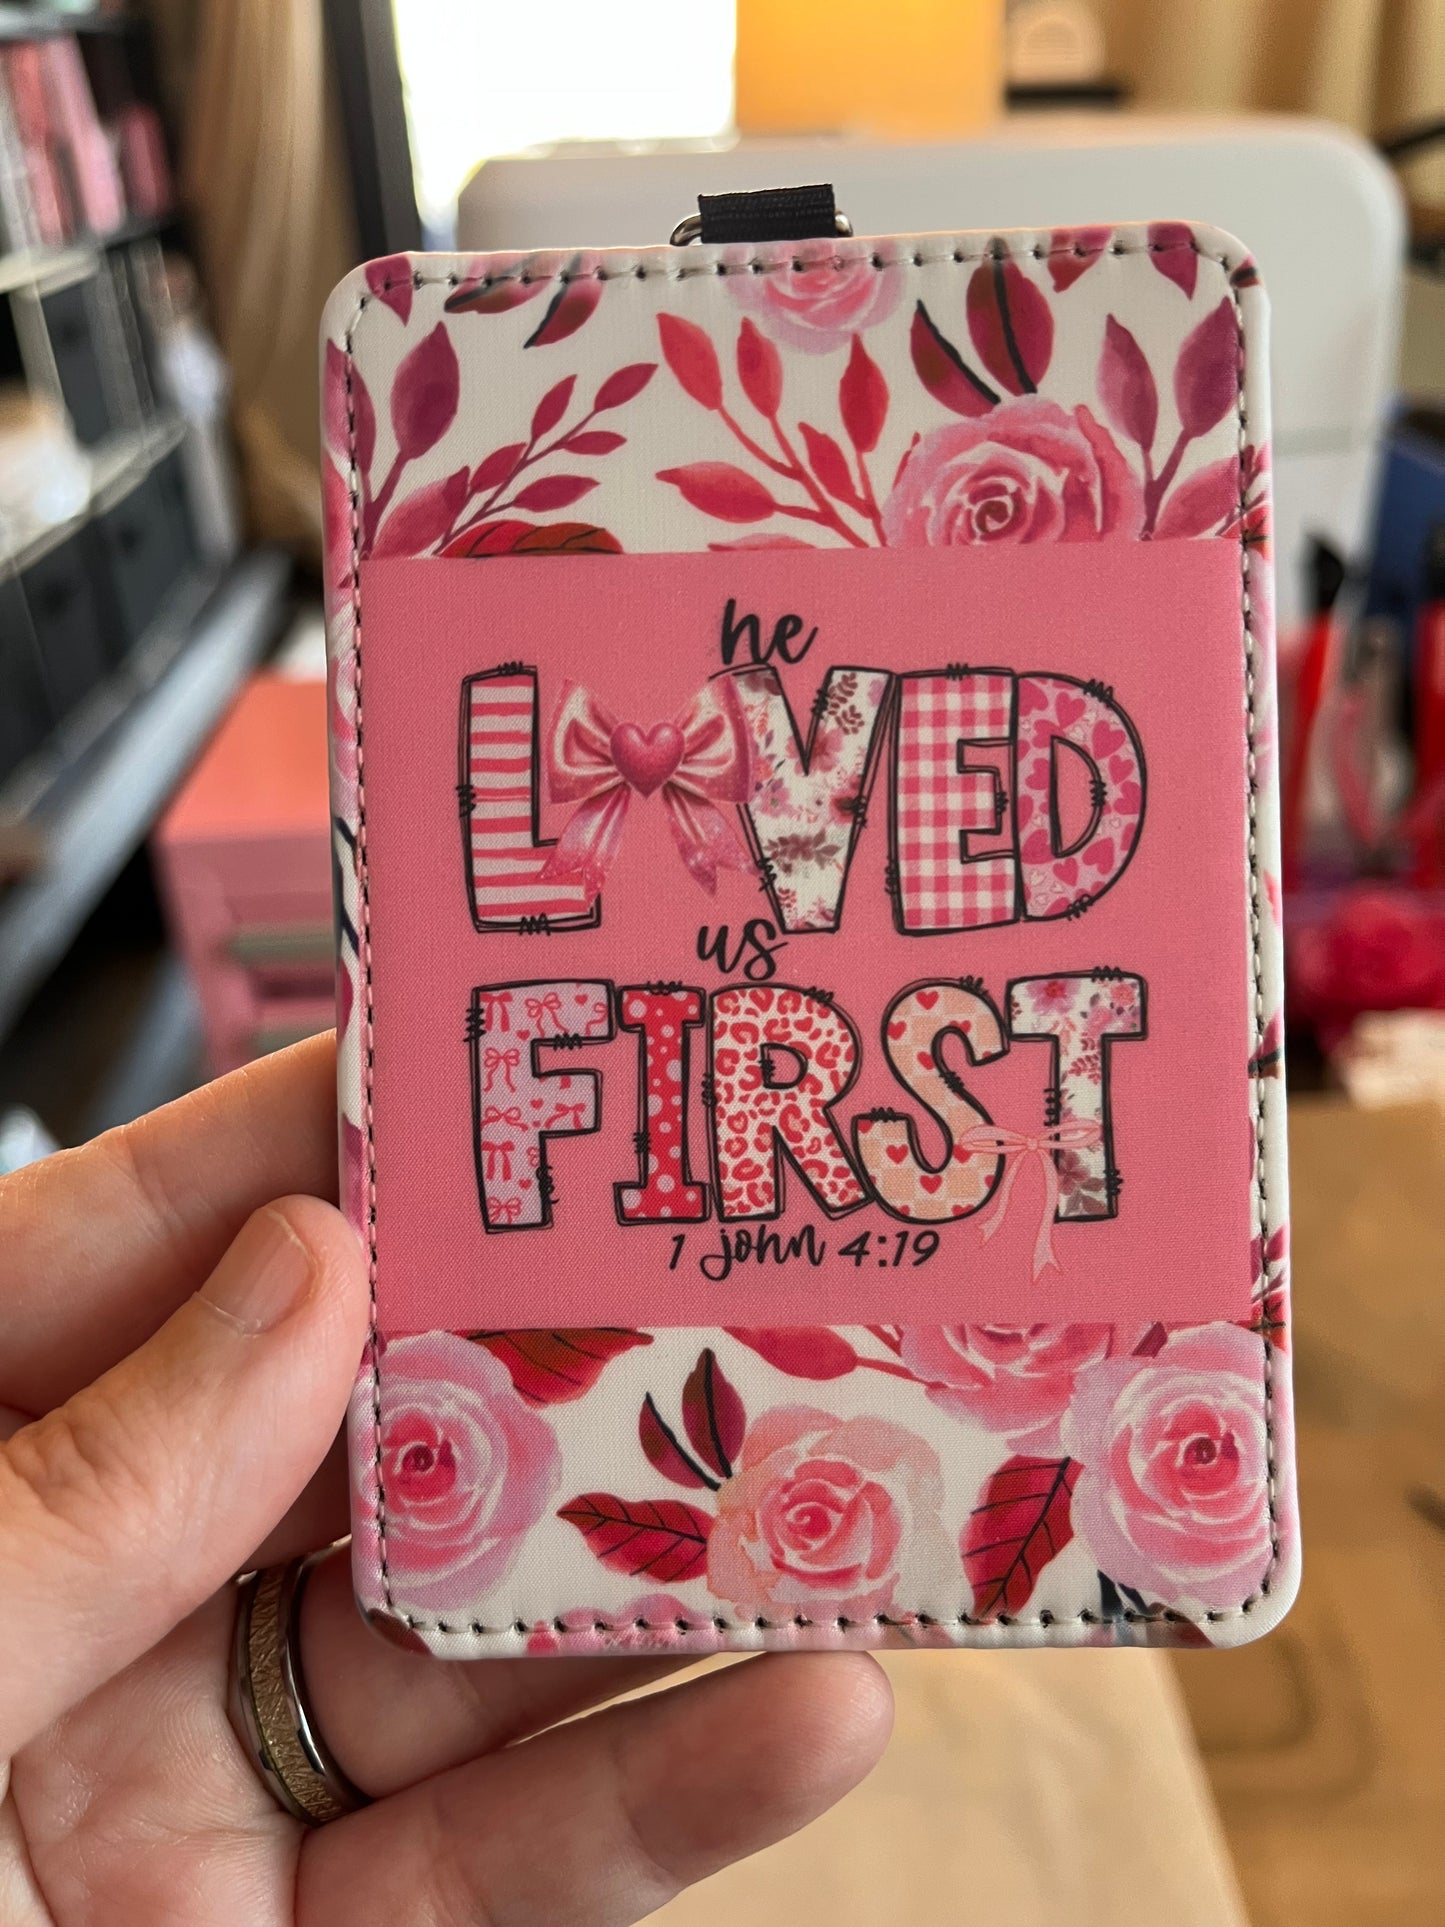 he
LOVED
us
FIRST
1 john 4:19